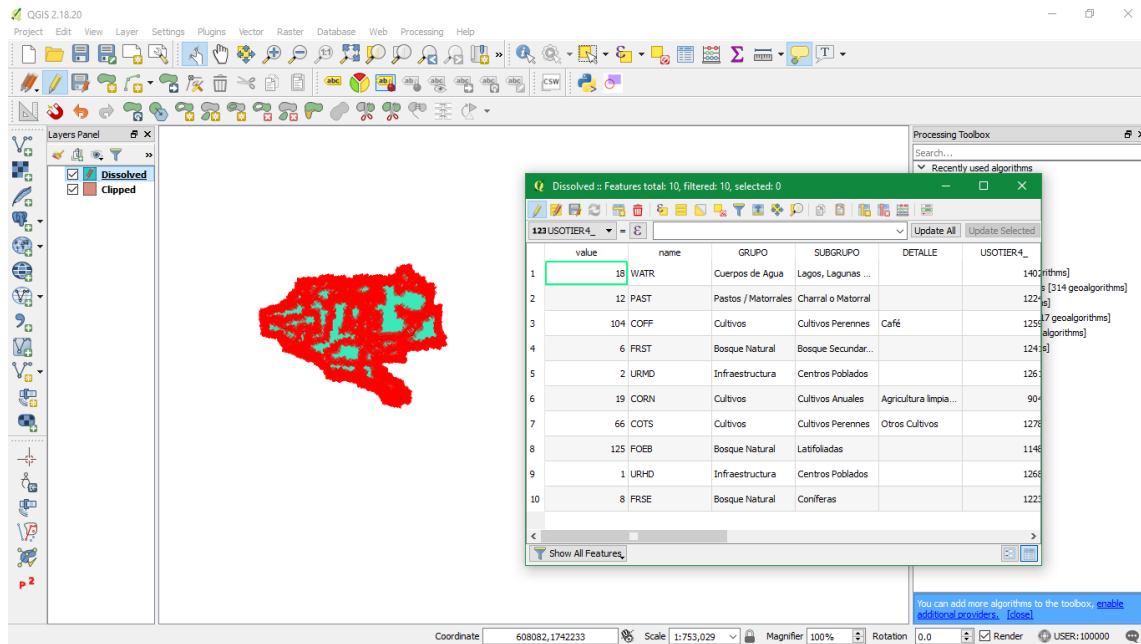 QGIS 2.18.20
Project Edit View Layer Settings Plugins Vector Raster Database Web Processing Help
Layers Panel
Dissolved
Clipped
Processing Toolbox
Search...
Recently used algorithms
Dissolved :: Features total: 10, filtered: 10, selected: 0
123 USOTIER4_ = ε Update All Update Selected
value name GRUPO SUBGRUPO DETALLE USOTIER4_
1 18 WATR Cuerpos de Agua Lagos, Lagunas ... 1402
rithms]
2 12 PAST Pastos / Matorrales Charral o Matorral 1224
s [314 geoalgorithms]
s]
3 104 COFF Cultivos Cultivos Perennes Café 1259
17 geoalgorithms]
algorithms]
4 6 FRST Bosque Natural Bosque Secundar... 1241
s]
5 2 URMD Infraestructura Centros Poblados 1261
6 19 CORN Cultivos Cultivos Anuales Agricultura limpia... 904
7 66 COTS Cultivos Cultivos Perennes Otros Cultivos 1278
8 125 FOEB Bosque Natural Latifoliadas 1148
9 1 URHD Infraestructura Centros Poblados 1268
10 8 FRSE Bosque Natural Coníferas 1223
Show All Features
You can add more algorithms to the toolbox, enable
additional providers. [close]
Coordinate 608082,1742233 Scale 1:753,029 Magnifier 100% Rotation 0.0 Render USER:100000